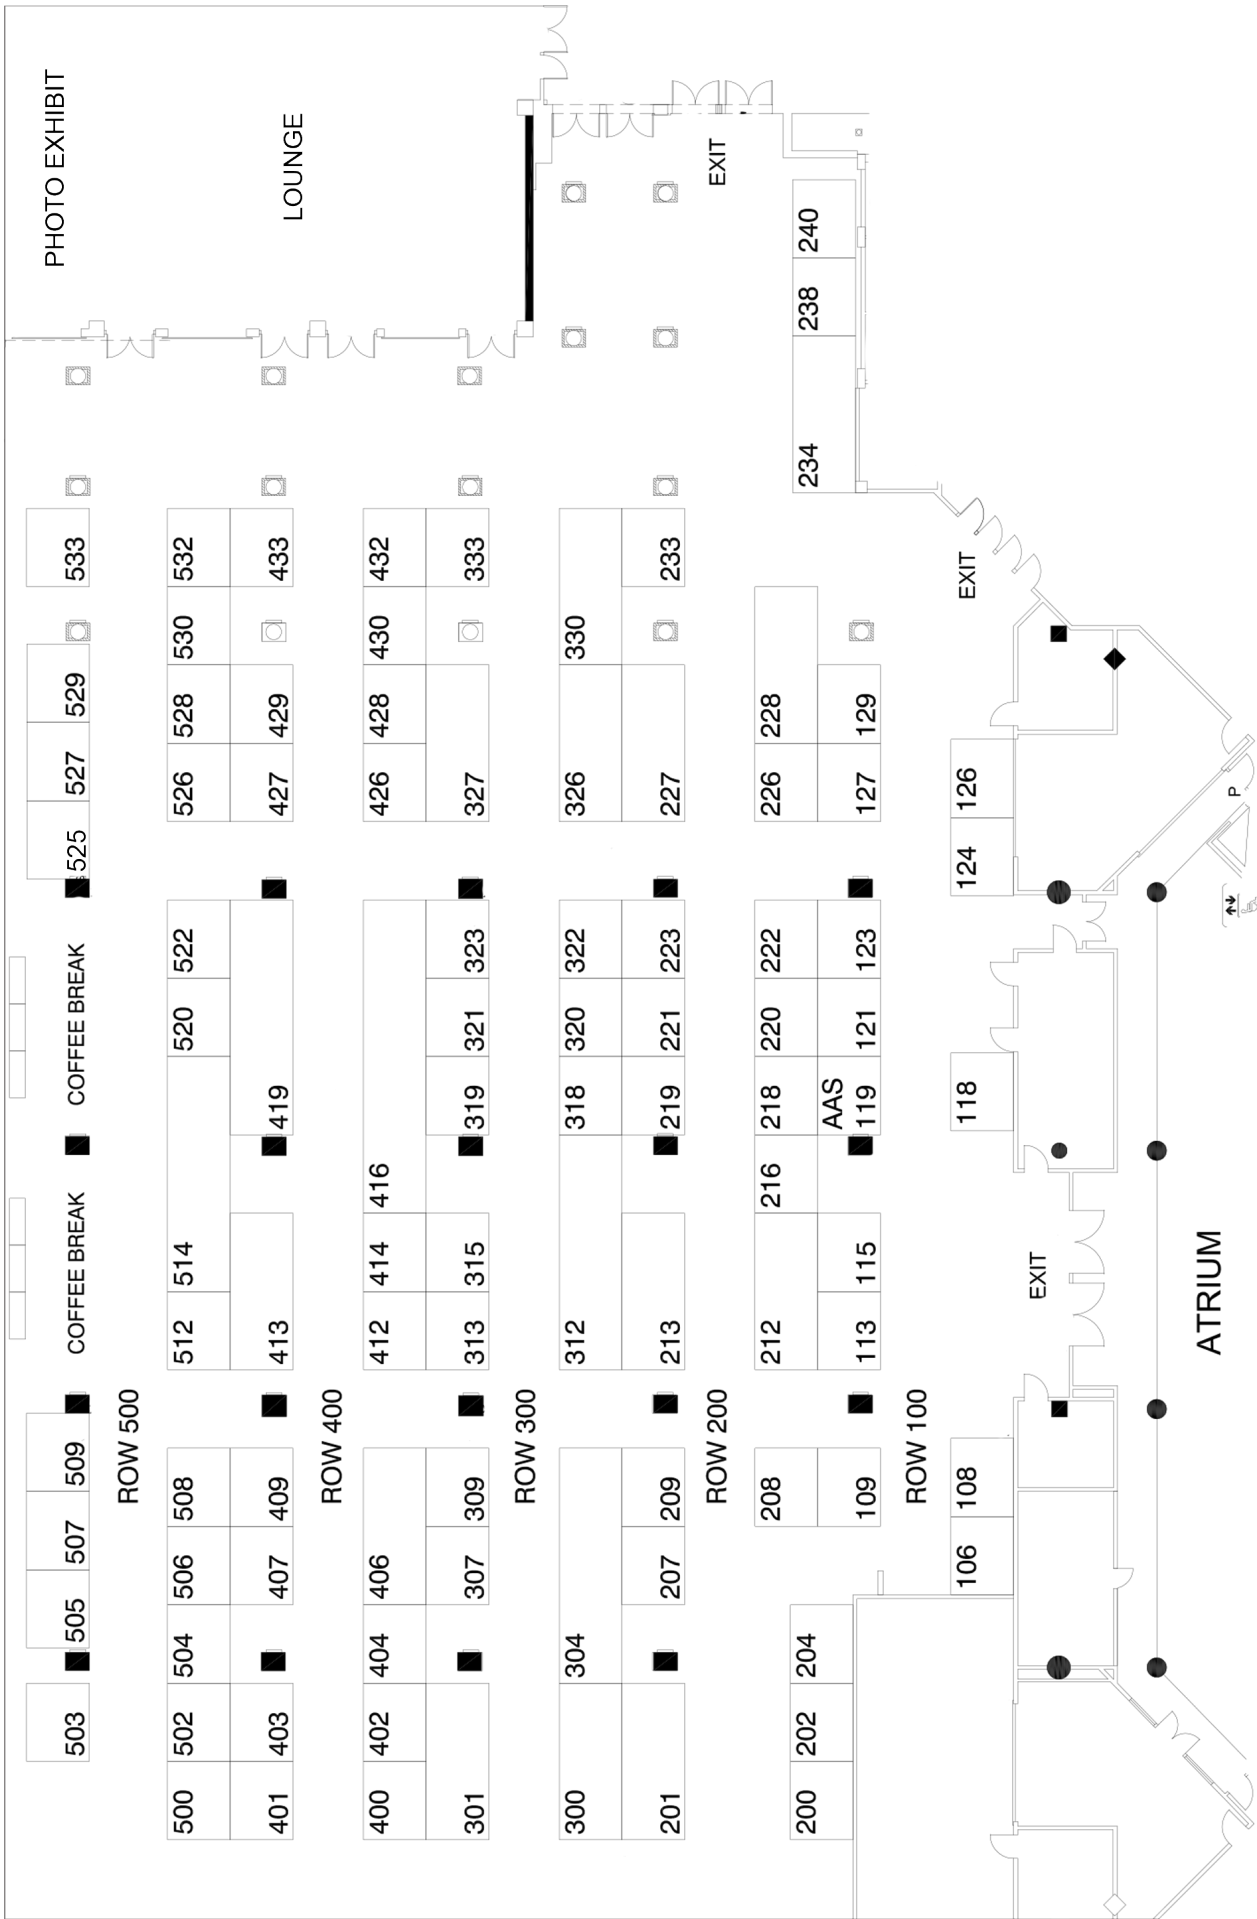 PHOTO EXHIBIT
503 505 507 509 COFFEE BREAK COFFEE BREAK 525 527 529 533
ROW 500
500 502 504 506 508 512 514 520 522 526 528 530 532
401 403 407 409 413 419 427 429 433
LOUNGE
ROW 400
400 402 404 406 412 414 416 426 428 430 432
301 307 309 313 315 319 321 323 327 333
ROW 300
300 304 312 318 320 322 326 330
201 207 209 213 219 221 223 227 233
ROW 200
EXIT
208 212 216 218 220 222 226 228
200 202 204 234 238 240
AAS
109 113 115 119 121 123 127 129
ROW 100
106 108 118 124 126 EXIT
EXIT
ATRIUM
P